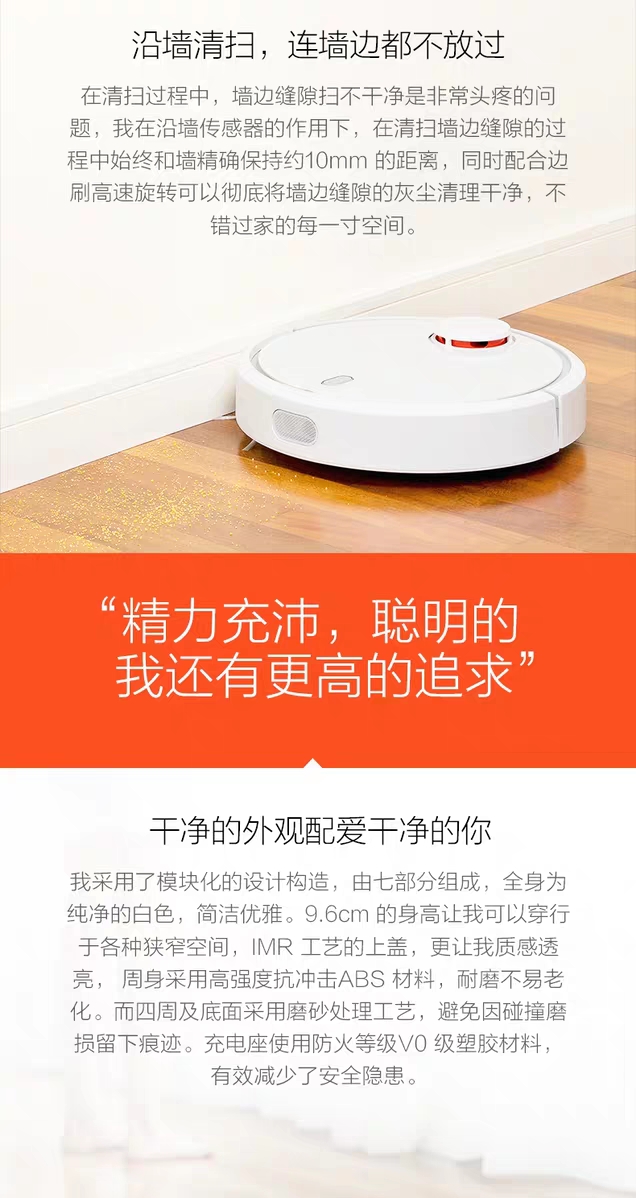 沿墙清扫，连墙边都不放过
在清扫过程中，墙边缝隙扫不干净是非常头疼的问
题，我在沿墙传感器的作用下，在清扫墙边缝隙的过
程中始终和墙精确保持约10mm 的距离，同时配合边
刷高速旋转可以彻底将墙边缝隙的灰尘清理干净，不
错过家的每一寸空间。
“精力充沛，聪明的
我还有更高的追求”
干净的外观配爱干净的你
我采用了模块化的设计构造，由七部分组成，全身为
纯净的白色，简洁优雅。9.6cm 的身高让我可以穿行
于各种狭窄空间，IMR 工艺的上盖，更让我质感透
亮， 周身采用高强度抗冲击ABS 材料，耐磨不易老
化。而四周及底面采用磨砂处理工艺，避免因碰撞磨
损留下痕迹。充电座使用防火等级V0 级塑胶材料，
有效减少了安全隐患。